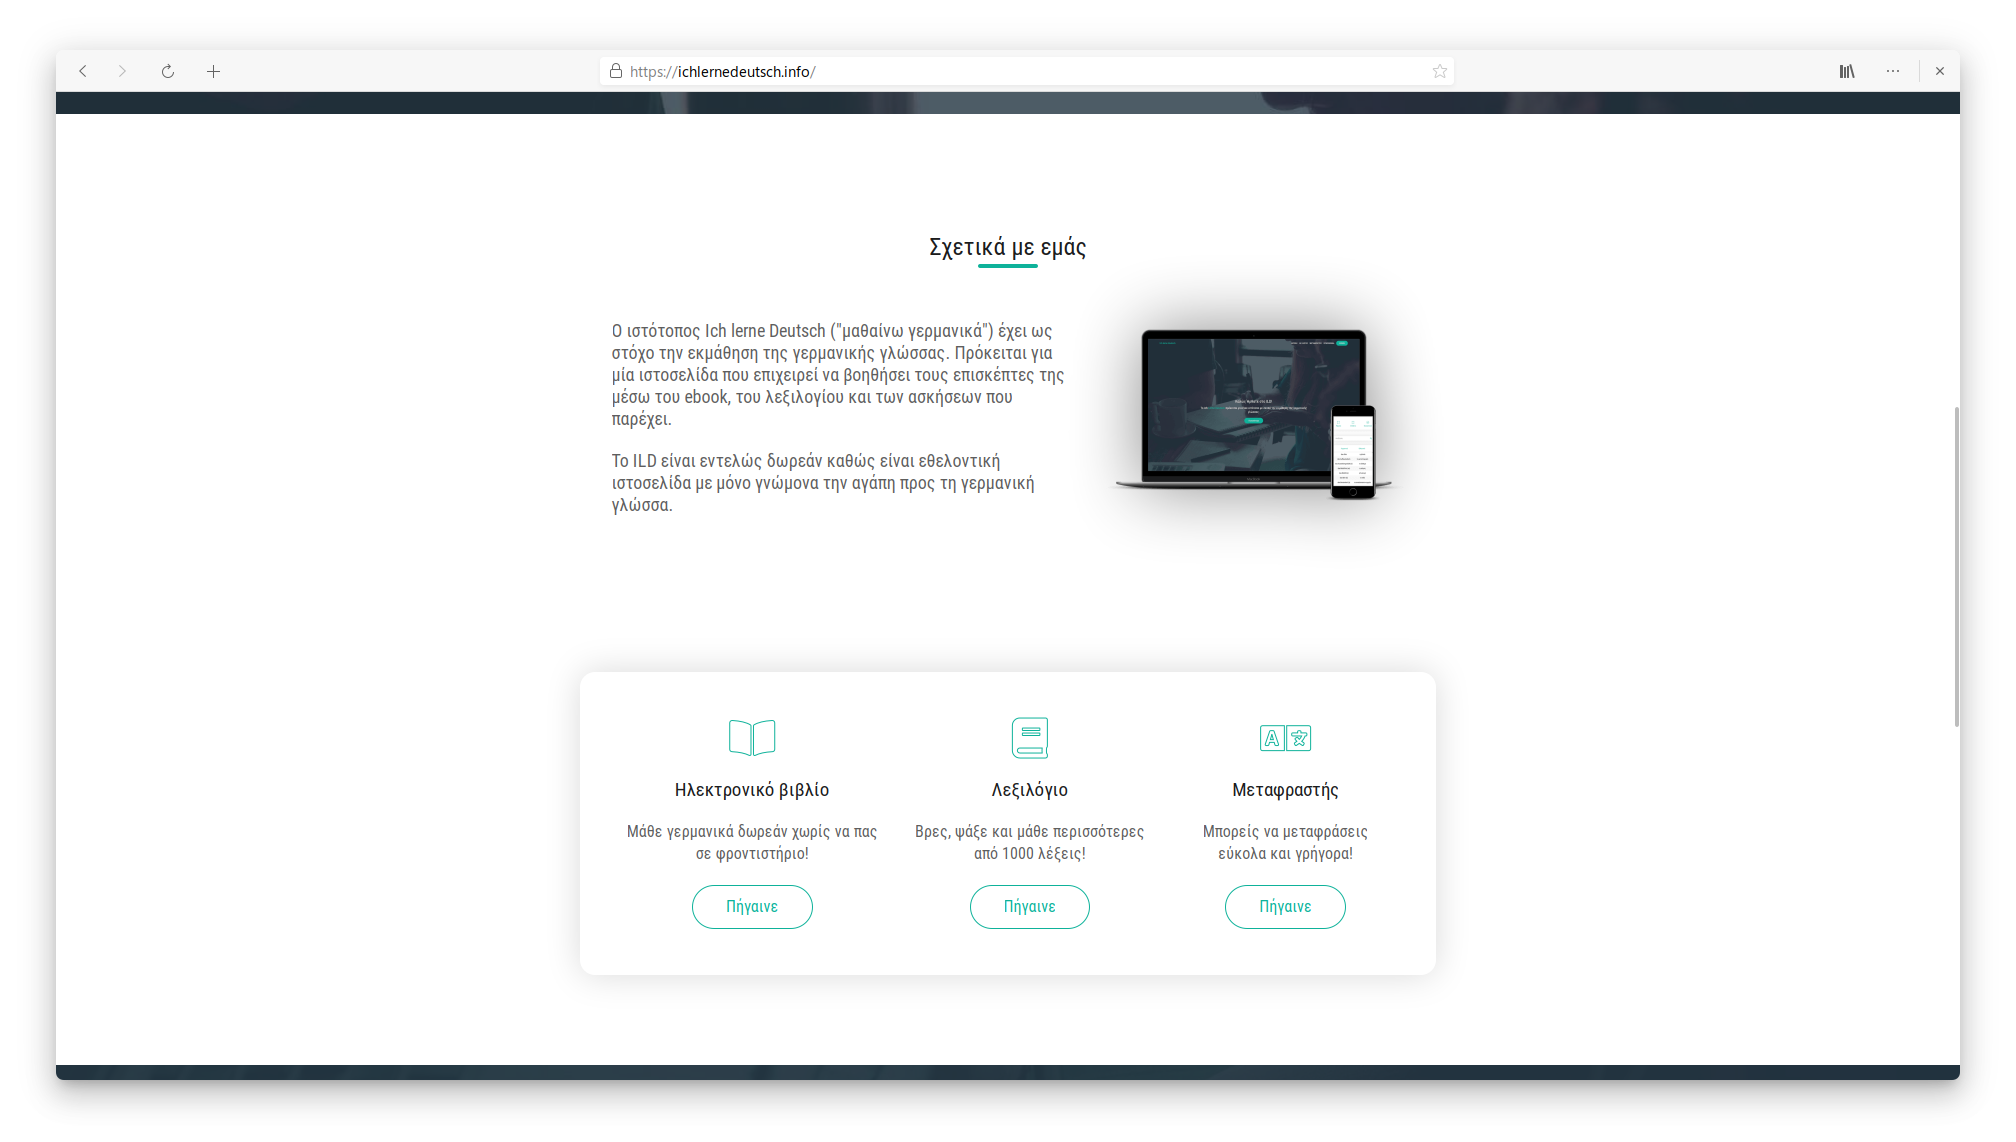 https://ichlernedeutsch.info/
Σχετικά με εμάς
Ο ιστότοπος Ich lerne Deutsch ("μαθαίνω γερμανικά") έχει ως
στόχο την εκμάθηση της γερμανικής γλώσσας. Πρόκειται για
μία ιστοσελίδα που επιχειρεί να βοηθήσει τους επισκέπτες της
μέσω του ebook, του λεξιλογίου και των ασκήσεων που
παρέχει.
Το ILD είναι εντελώς δωρεάν καθώς είναι εθελοντική
ιστοσελίδα με μόνο γνώμονα την αγάπη προς τη γερμανική
γλώσσα.
Ηλεκτρονικό βιβλίο
Μάθε γερμανικά δωρεάν χωρίς να πας
σε φροντιστήριο!
Πήγαινε
Λεξιλόγιο
Βρες, ψάξε και μάθε περισσότερες
από 1000 λέξεις!
Πήγαινε
Μεταφραστής
Μπορείς να μεταφράσεις
εύκολα και γρήγορα!
Πήγαινε